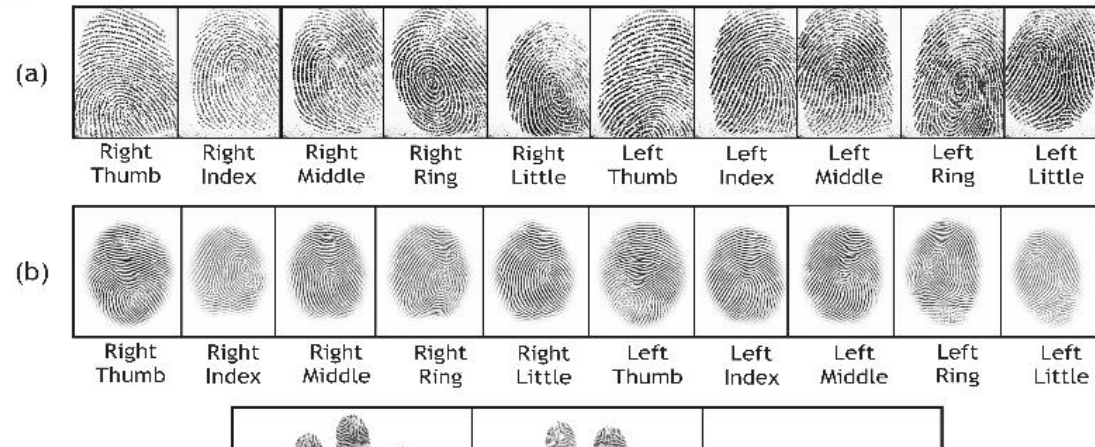 (a)
Right Right Right Right Right Left Left Left Left Left
Thumb Index Middle Ring Little Thumb Index Middle Ring Little
(b)
Right Right Right Right Right Left Left Left Left Left
Thumb Index Middle Ring Little Thumb Index Middle Ring Little